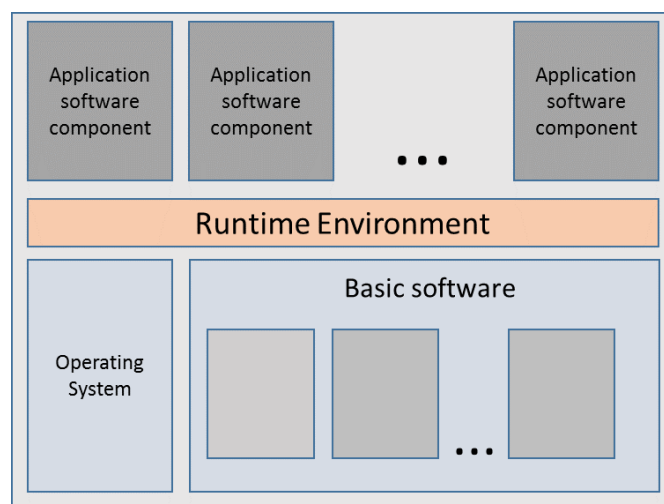 Application
software
component
Application
software
component
...
Application
software
component
Runtime Environment
Operating
System
Basic software
...